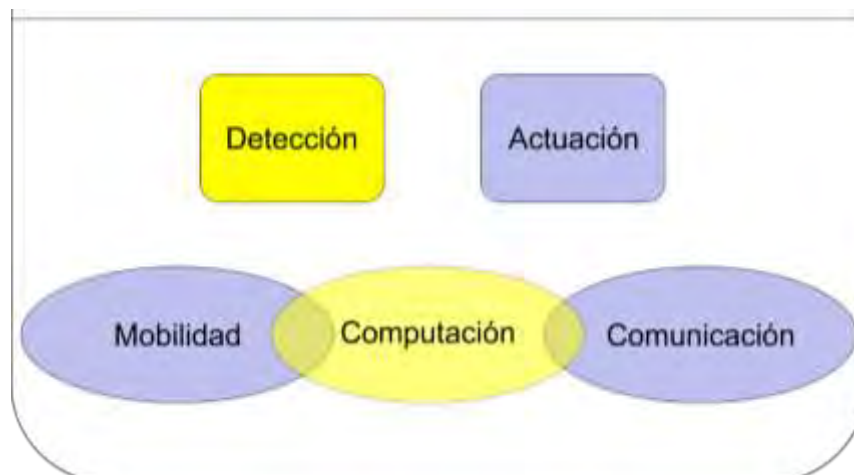 Detección
Actuación
Mobilidad
Computación
Comunicación